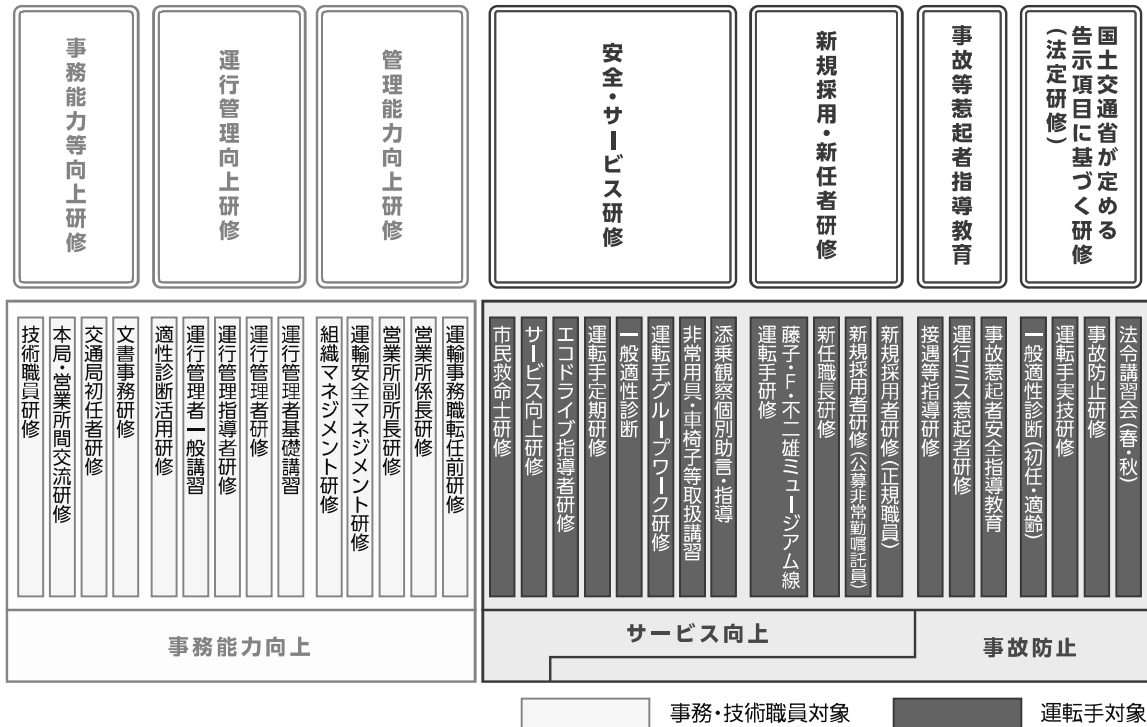 国土交通省が定める
告示項目に基づく研修
（法定研修）
事故等惹起者指導教育
新規採用・新任者研修
安全・サービス研修
管理能力向上研修
運行管理向上研修
事務能力等向上研修
法令講習会（春・秋）
事故防止研修
運転手実技研修
一般適性診断（初任・適齢）
事故惹起者安全指導教育
運行ミス惹起者研修
接遇等指導研修
新規採用者研修（正規職員）
新規採用者研修（公募非常勤嘱託員）
新任職長研修
藤子・F・不二雄ミュージアム線
運転手研修
添乗観察個別助言・指導
非常用具・車椅子等取扱講習
運転手グループワーク研修
一般適性診断
運転手定期研修
エコドライブ指導者研修
サービス向上研修
市民救命士研修
運輸事務職転任前研修
営業所係長研修
営業所副所長研修
運輸安全マネジメント研修
組織マネジメント研修
運行管理者基礎講習
運行管理者研修
運行管理指導者研修
運行管理者一般講習
適性診断活用研修
文書事務研修
交通局初任者研修
本局・営業所間交流研修
技術職員研修
事務能力向上
サービス向上
事故防止
事務・技術職員対象
運転手対象